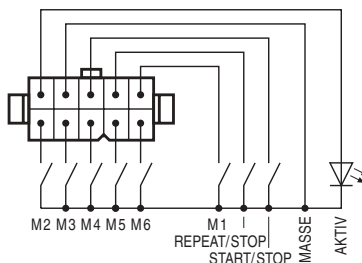 M2 M3 M4 M5 M6 M1
REPEAT/STOP
START/STOP
MASSE
AKTIV